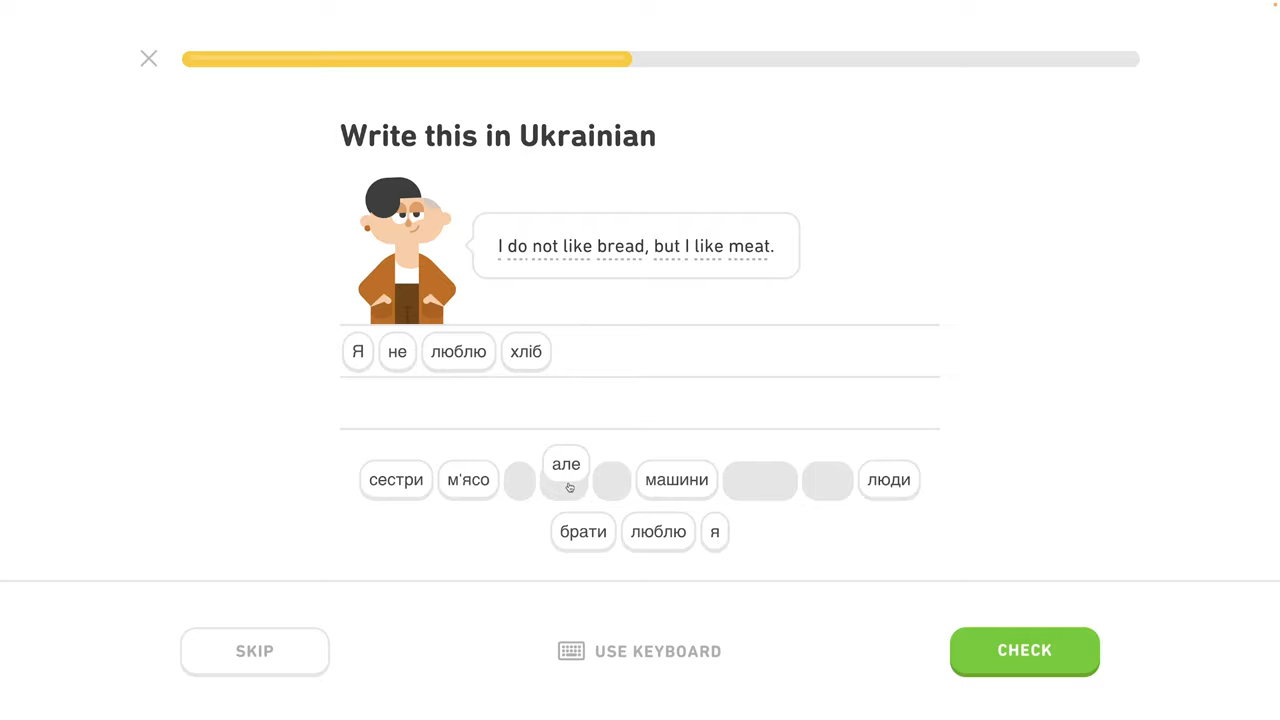 Write this in Ukrainian
I do not like bread, but I like meat.
Я не люблю хліб
сестри м'ясо але машини люди
брати люблю я
SKIP USE KEYBOARD CHECK